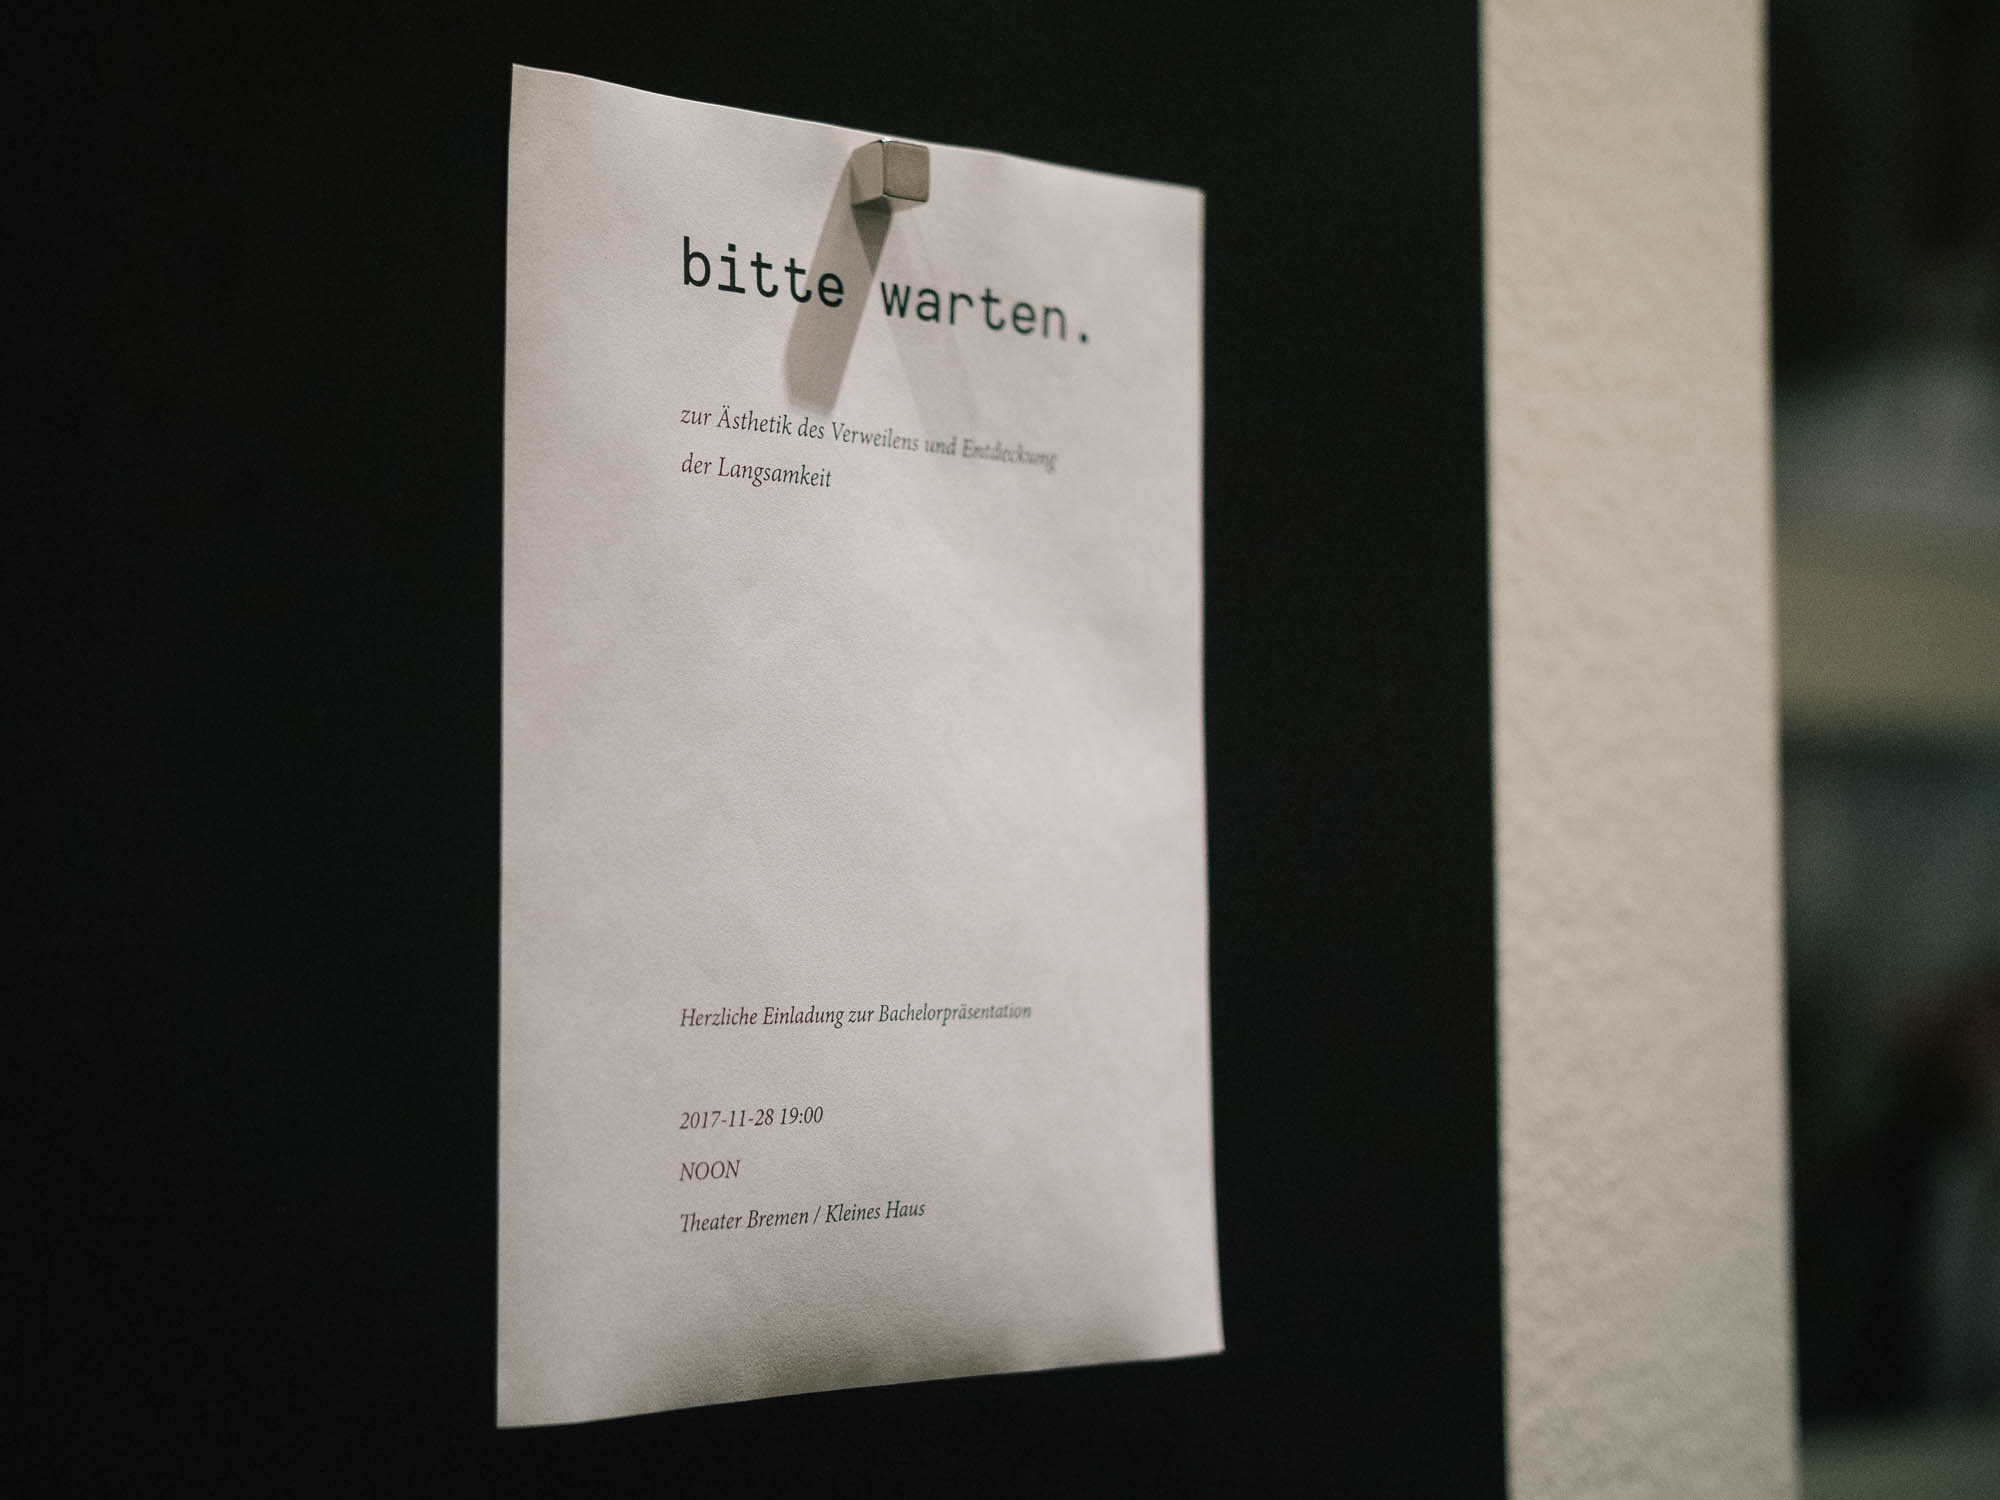 bitte warten.
zur Ästhetik des Verweilens und Entdeckung
der Langsamkeit
Herzliche Einladung zur Bachelorpräsentation
2017-11-28 19:00
NOON
Theater Bremen / Kleines Haus